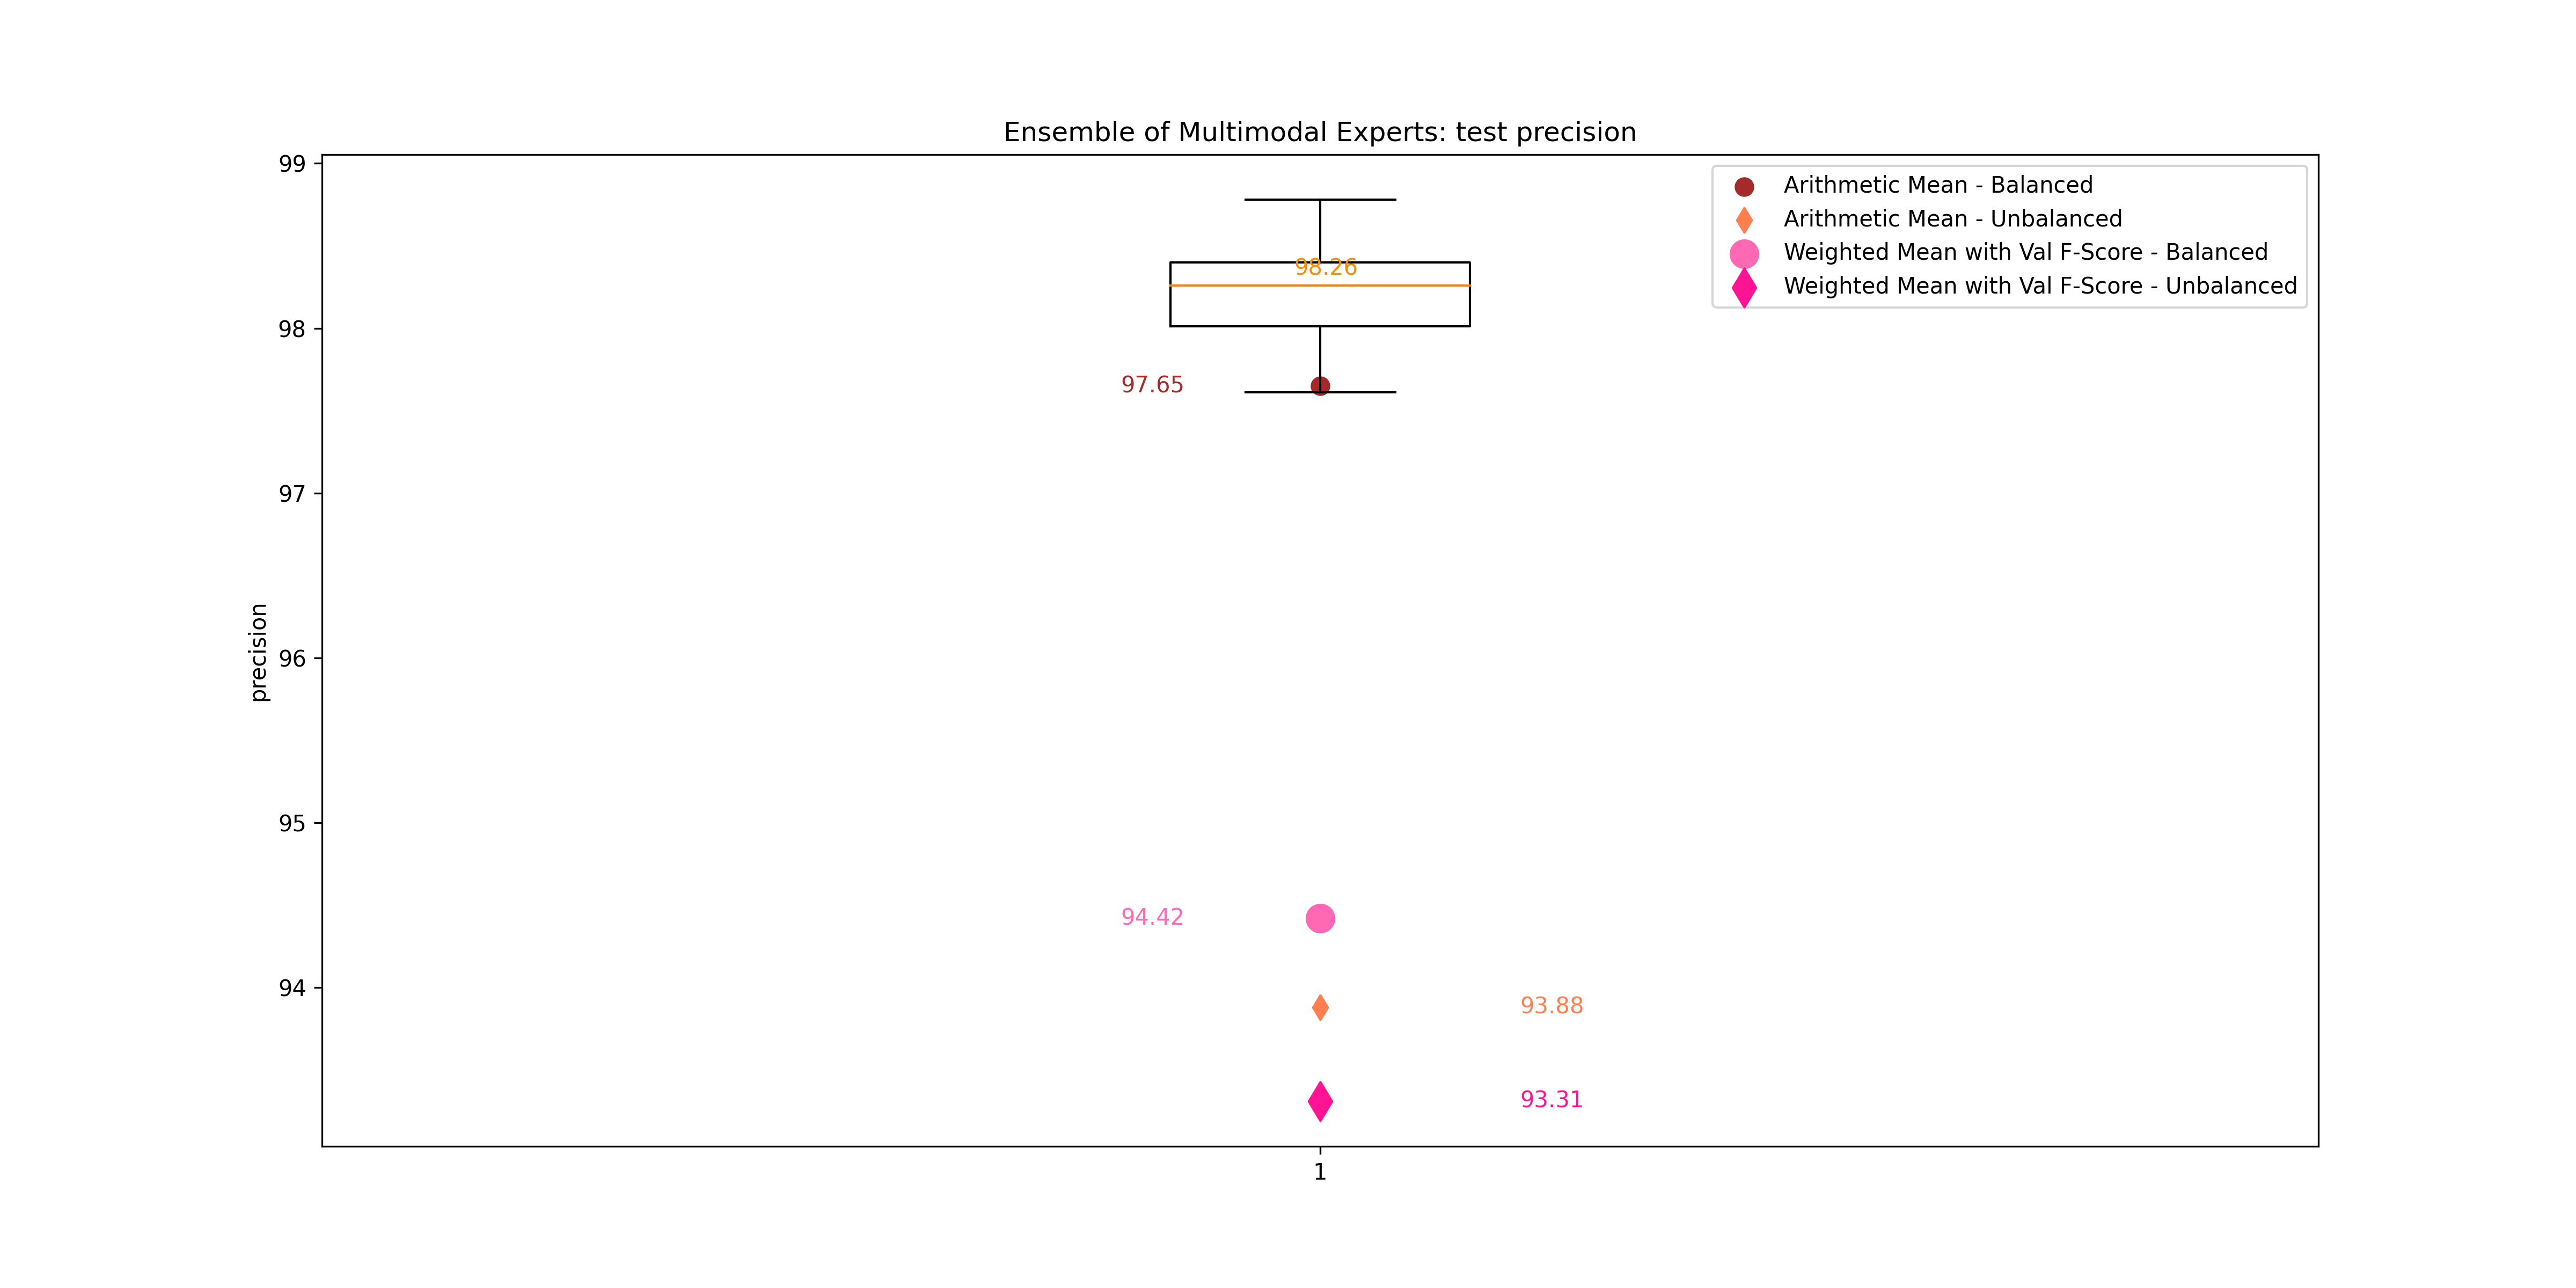 Ensemble of Multimodal Experts: test precision
99
98
97
96
95
94
precision
1
Arithmetic Mean - Balanced
Arithmetic Mean - Unbalanced
Weighted Mean with Val F-Score - Balanced
Weighted Mean with Val F-Score - Unbalanced
98.26
97.65
94.42
93.88
93.31